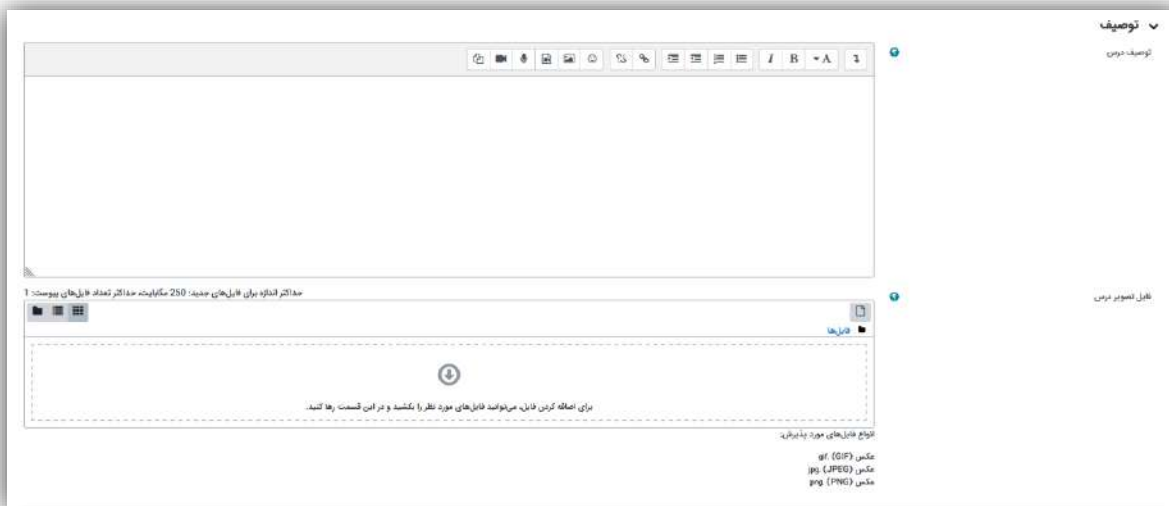 توصیف
توصیف درس
A B I
فایل تصویر درس
حداکثر اندازه برای فایل‌های جدید: 250 مگابایت، حداکثر تعداد فایل‌های پیوست: 1
فایل‌ها
برای اضافه کردن فایل، می‌توانید فایل‌های مورد نظر را بکشید و در این قسمت رها کنید.
انواع فایل‌های مورد پذیرش:
عکس (GIF) .gif
عکس (JPEG) .jpg
عکس (PNG) .png